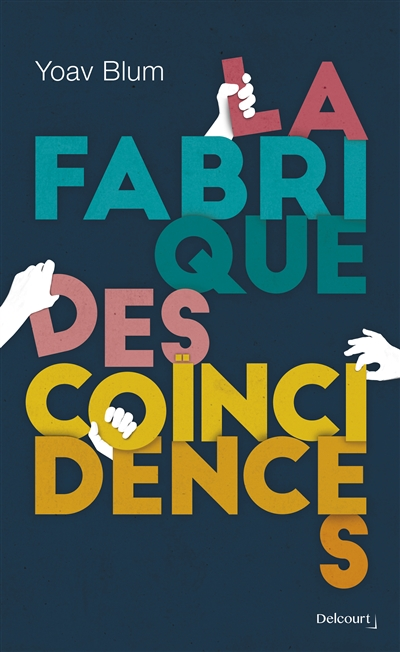 Yoav Blum
LA
FABRI
QUE
DES
COÏNCI
DENCE
S
Delcourt